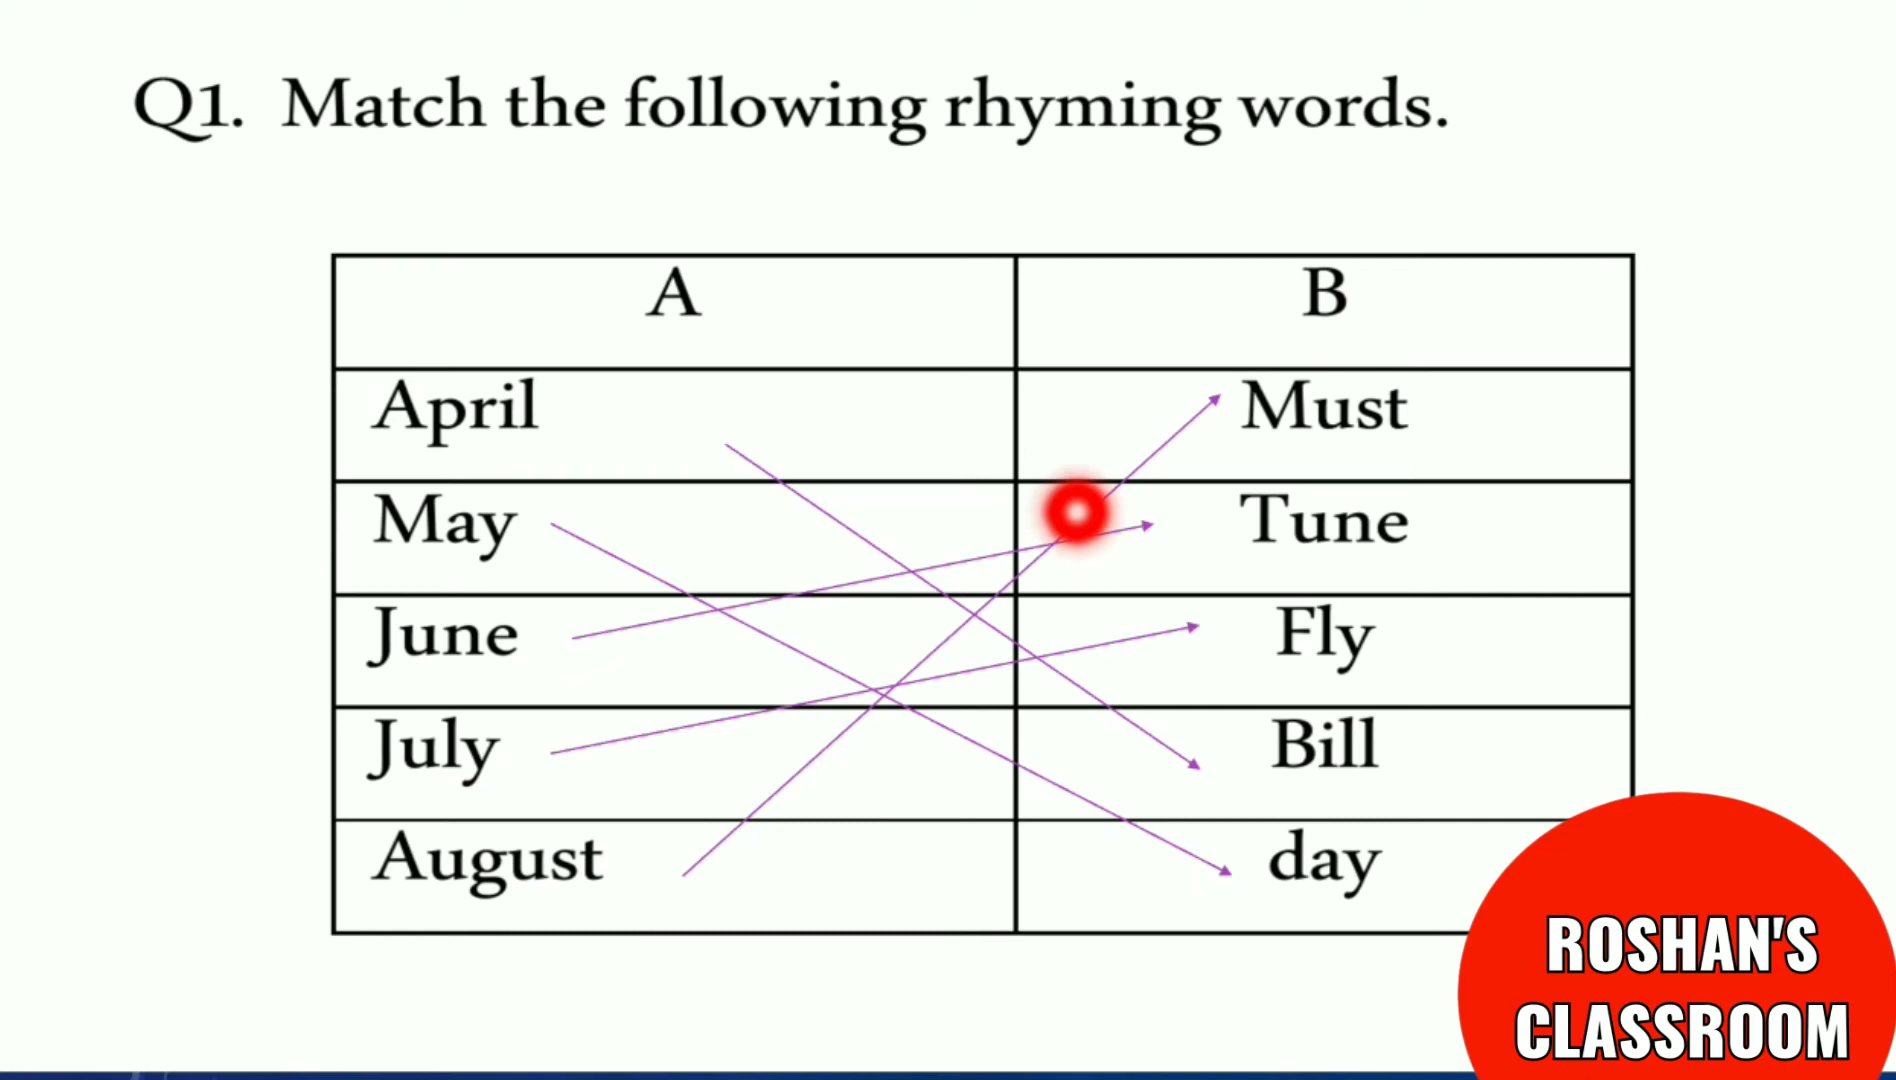 Q1. Match the following rhyming words.
A B
April Must
May Tune
June Fly
July Bill
August day
ROSHAN'S
CLASSROOM